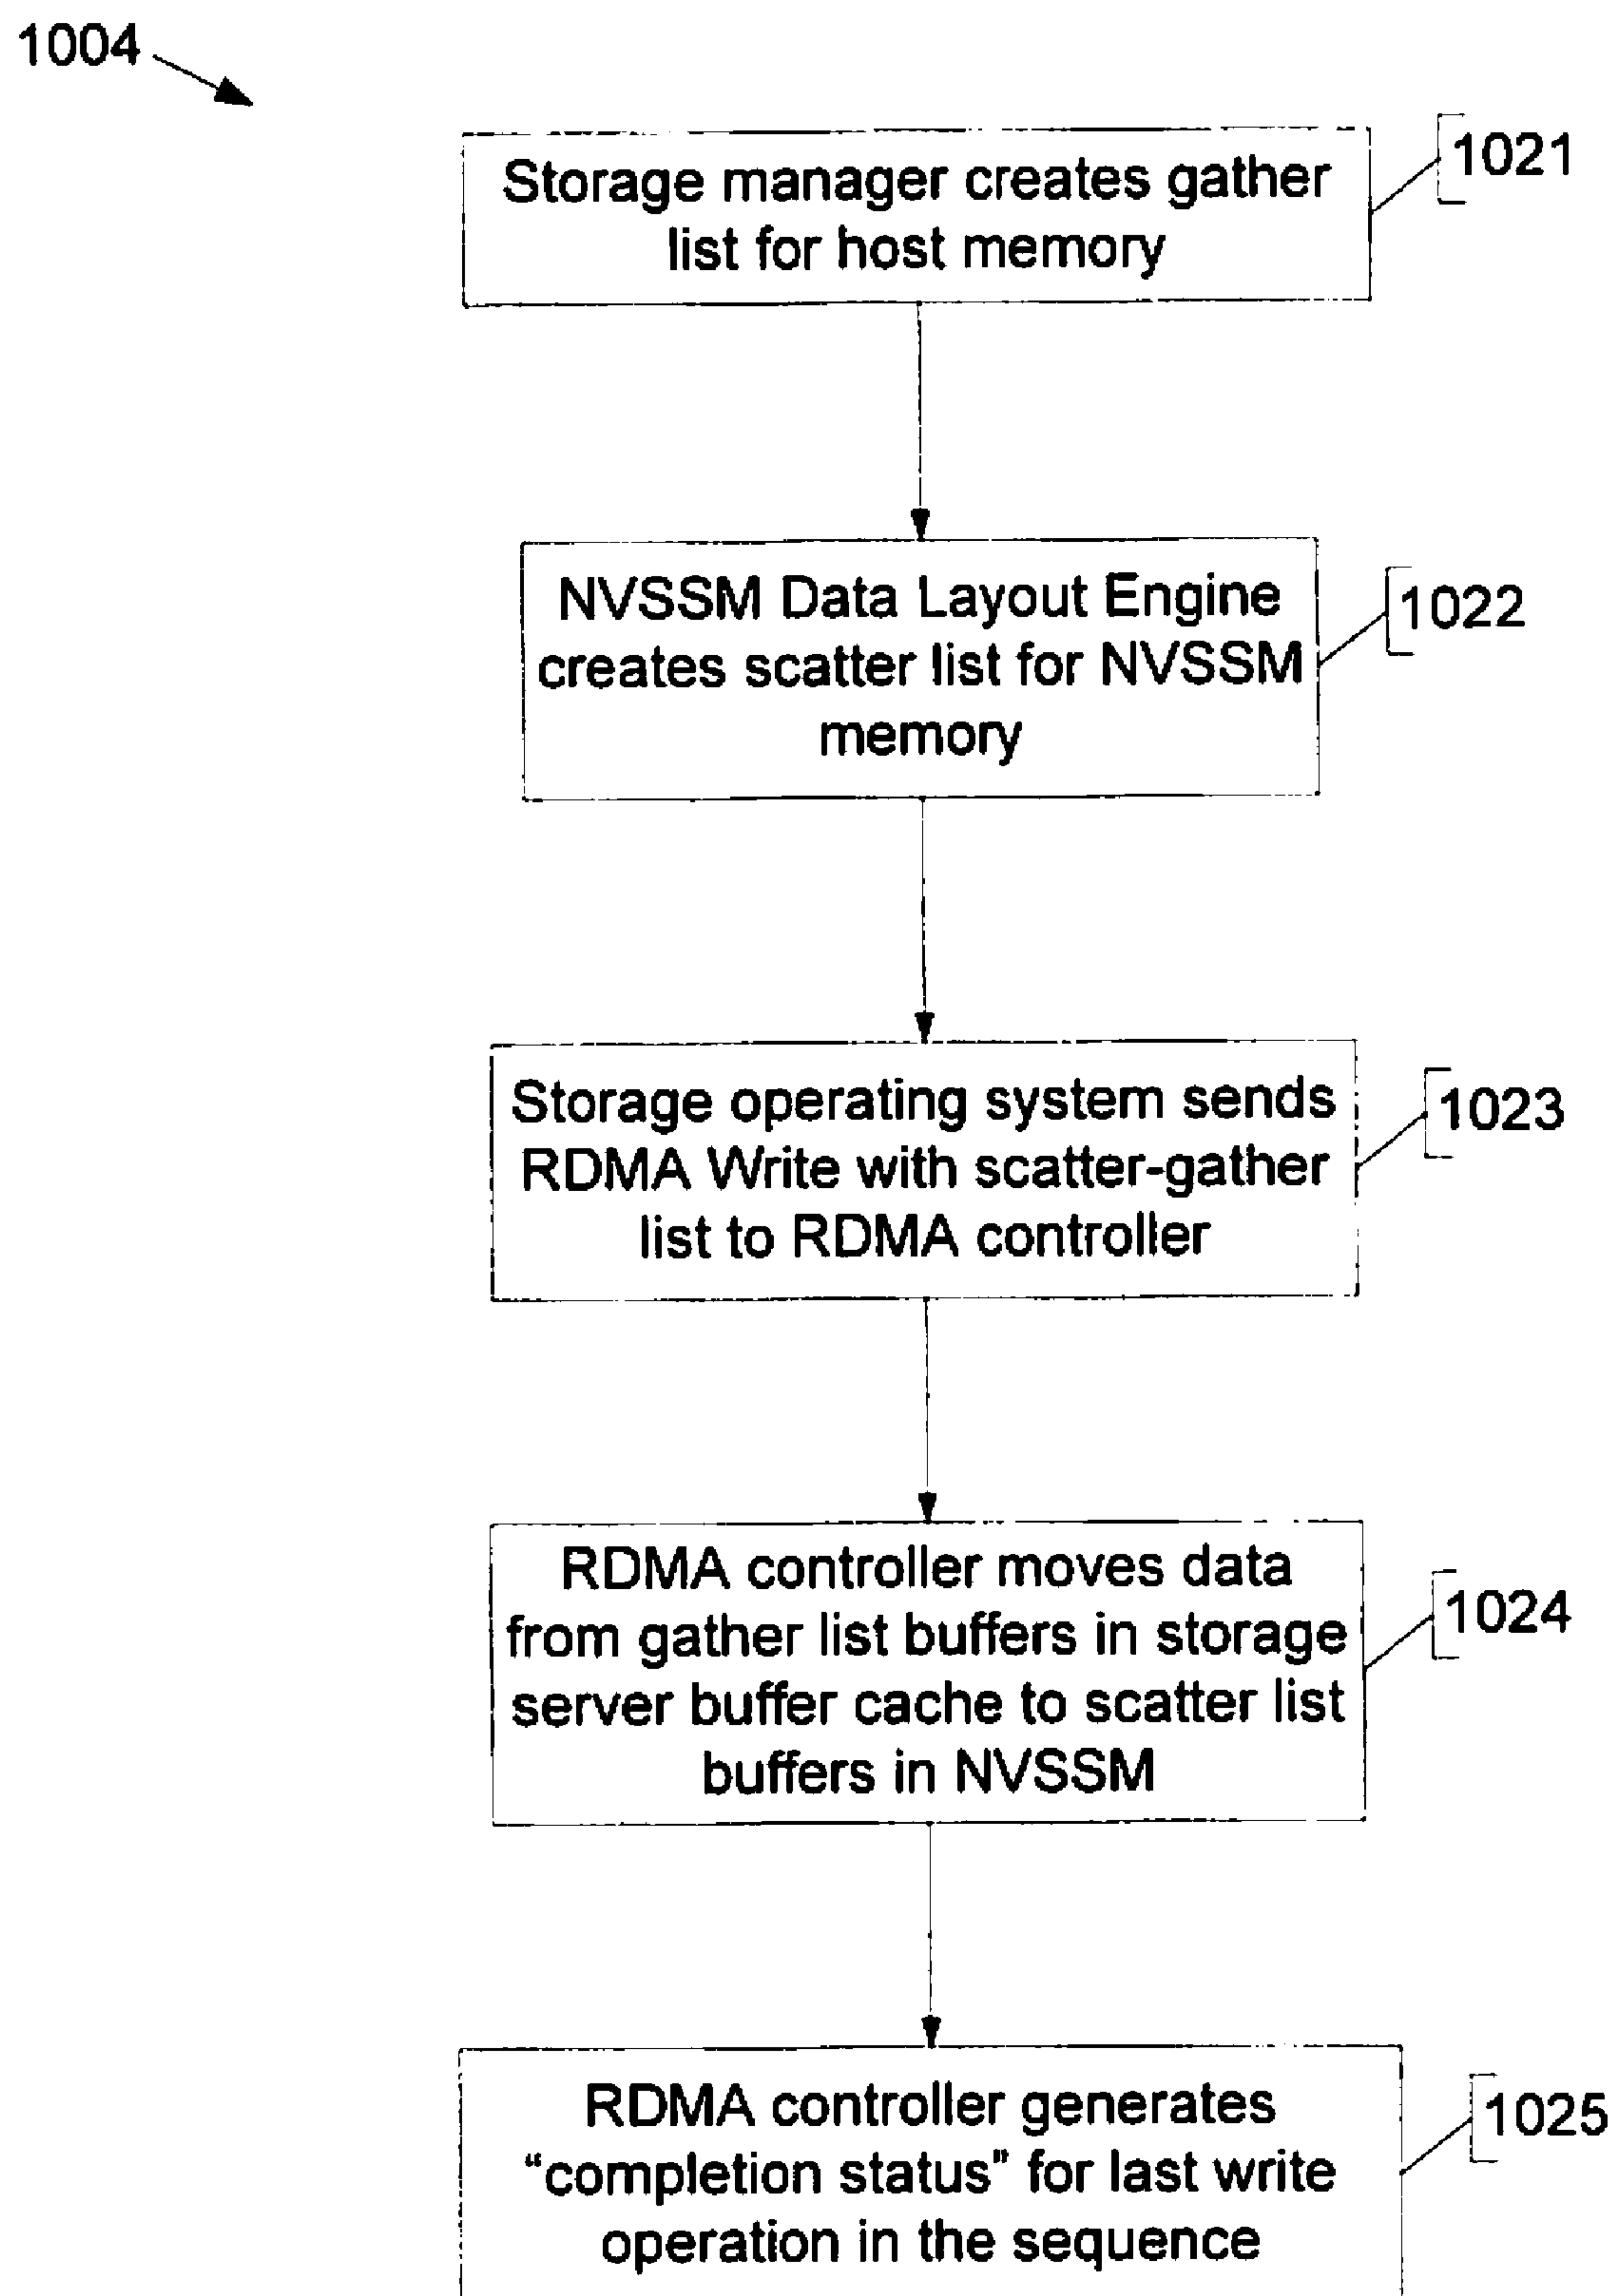 1004
Storage manager creates gather
list for host memory
1021
NVSSM Data Layout Engine
creates scatter list for NVSSM
memory
1022
Storage operating system sends
RDMA Write with scatter-gather
list to RDMA controller
1023
RDMA controller moves data
from gather list buffers in storage
server buffer cache to scatter list
buffers in NVSSM
1024
RDMA controller generates
“completion status” for last write
operation in the sequence
1025